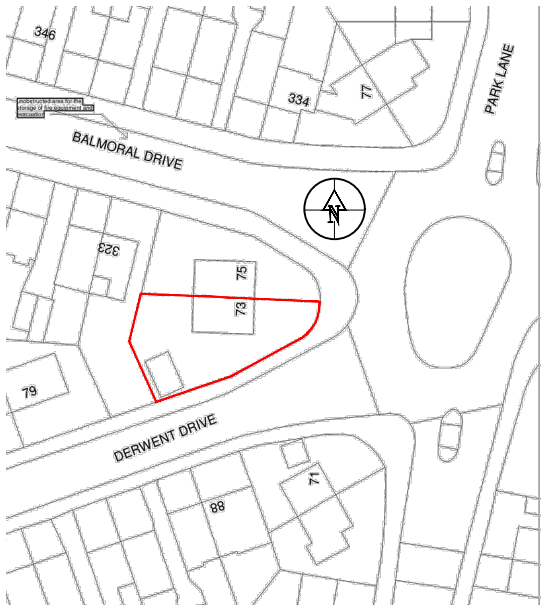 346
PARK LANE
77
334
unobstructed area for the
storage of fire equipment and
evacuation
BALMORAL DRIVE
N
323
75
73
79
DERWENT DRIVE
71
88